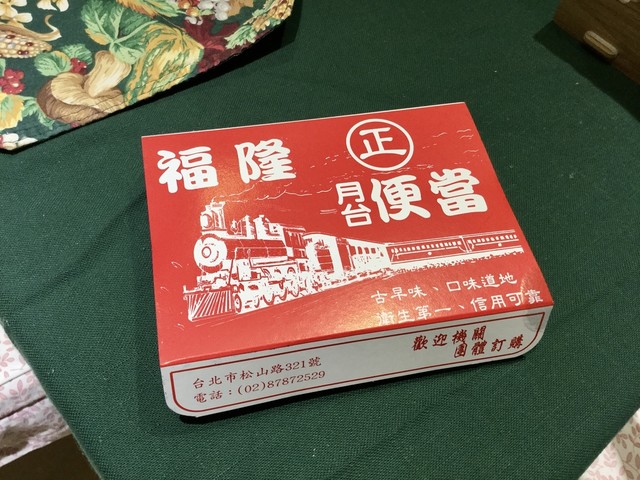 福隆
正
月台
便當
古早味、口味道地
衛生第一、信用可靠
台北市松山路321號
電話：(02)87872529
歡迎機關
團體訂購